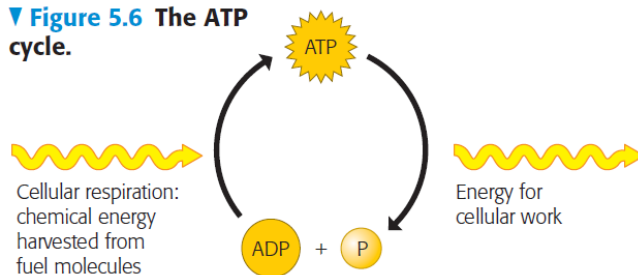 ▼ Figure 5.6 The ATP
cycle.
ATP
Cellular respiration:
chemical energy
harvested from
fuel molecules
Energy for
cellular work
ADP + P